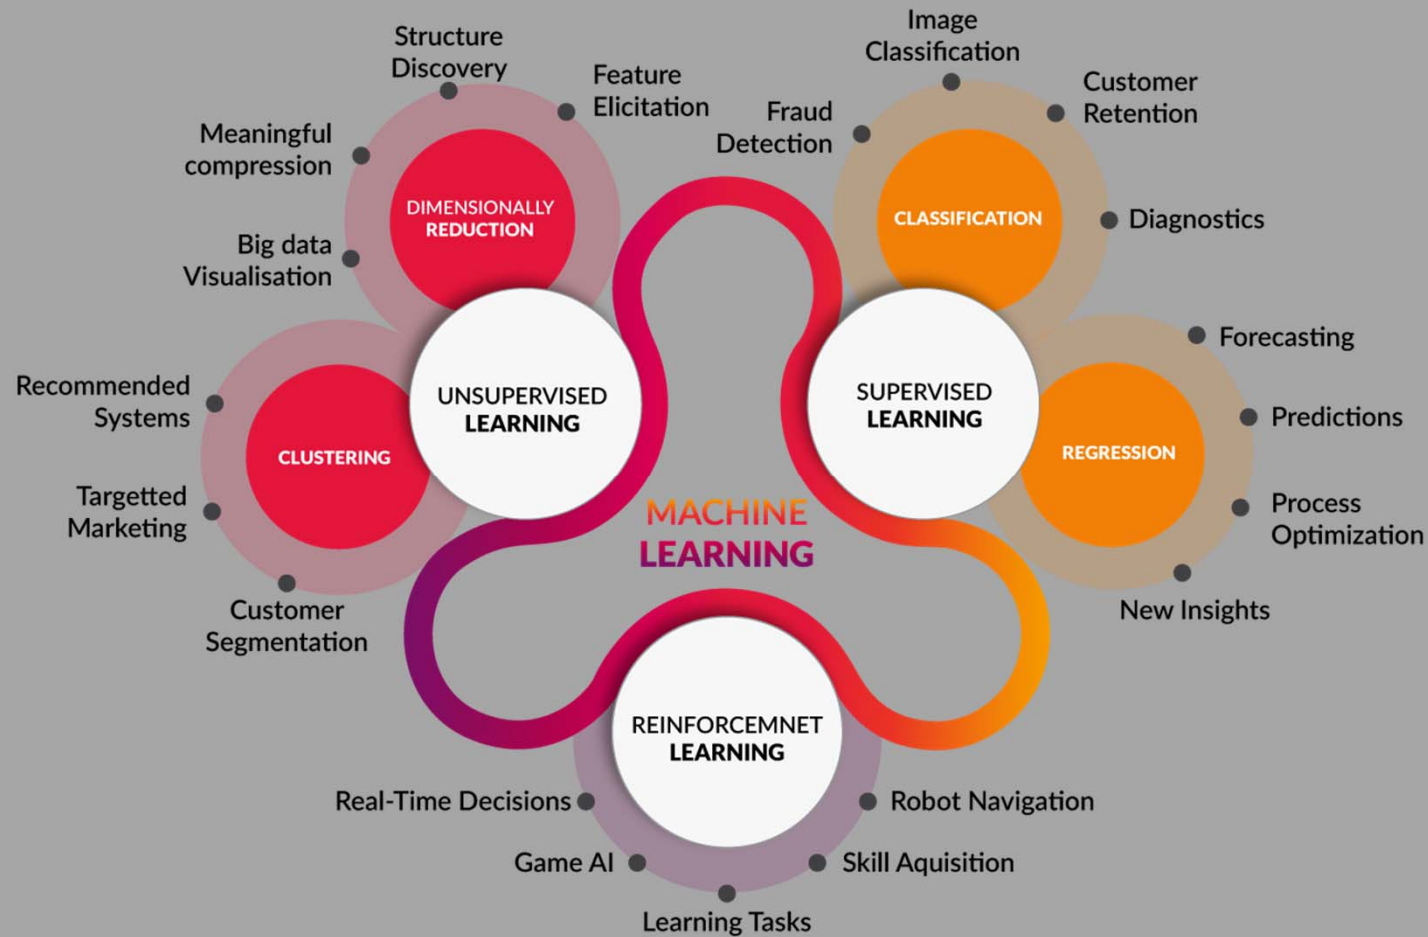 Structure
Discovery
Feature
Elicitation
Meaningful
compression
DIMENSIONALLY
REDUCTION
Big data
Visualisation
Recommended
Systems
CLUSTERING
Targetted
Marketing
Customer
Segmentation
UNSUPERVISED
LEARNING
Image
Classification
Customer
Retention
Fraud
Detection
CLASSIFICATION
Diagnostics
SUPERVISED
LEARNING
Forecasting
Predictions
REGRESSION
Process
Optimization
New Insights
MACHINE
LEARNING
REINFORCEMNET
LEARNING
Real-Time Decisions
Robot Navigation
Game AI
Skill Aquisition
Learning Tasks